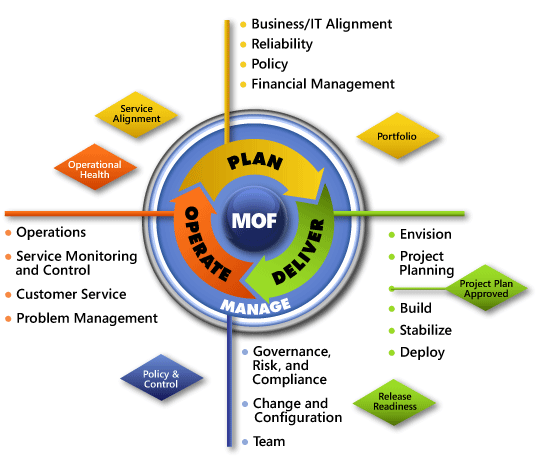 Business/IT Alignment
Reliability
Policy
Financial Management
Service
Alignment
Portfolio
Operational
Health
PLAN
MOF
OPERATE
DELIVER
MANAGE
Operations
Service Monitoring
and Control
Customer Service
Problem Management
Envision
Project
Planning
Project Plan
Approved
Build
Stabilize
Deploy
Policy &
Control
Governance,
Risk, and
Compliance
Change and
Configuration
Team
Release
Readiness